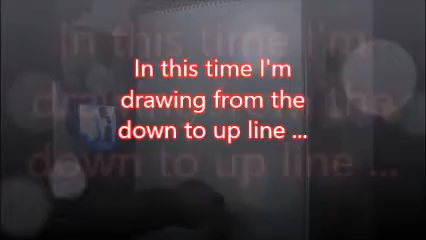 In this time I'm
drawing from the
down to up line ...